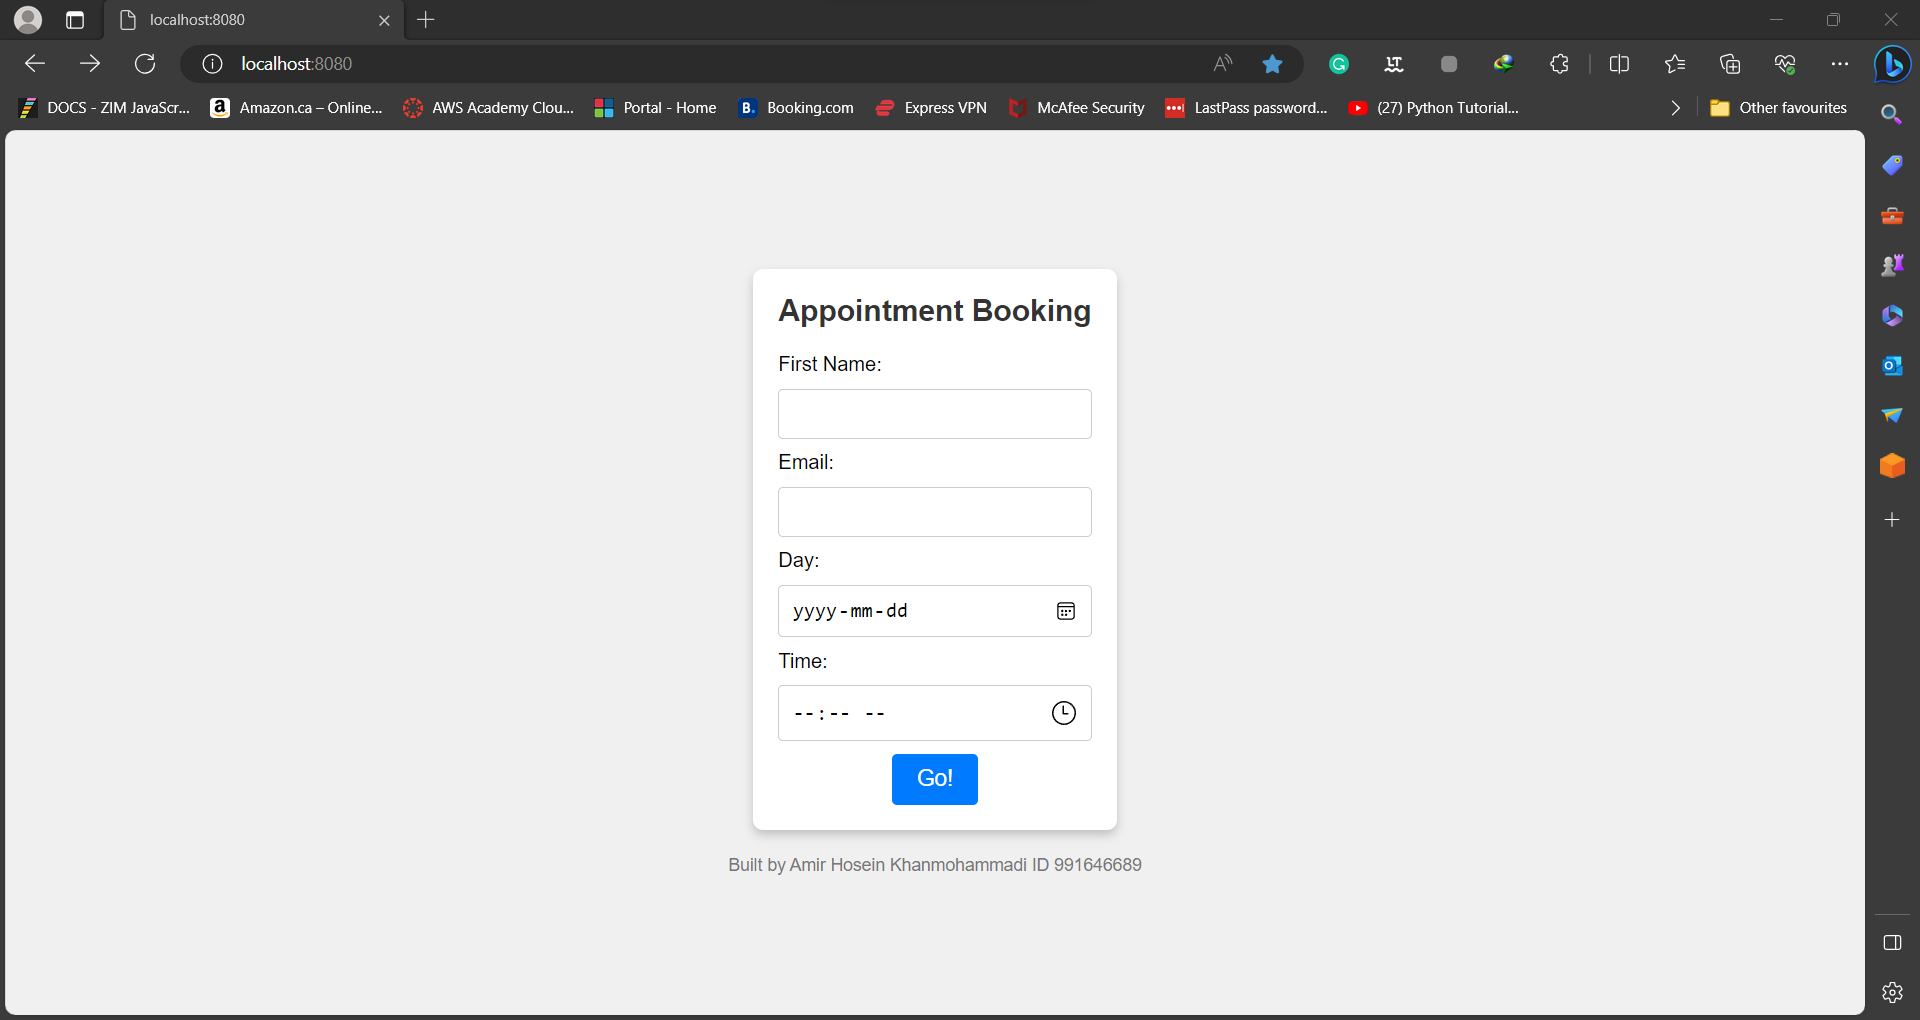 localhost:8080
localhost:8080
DOCS - ZIM JavaScr... Amazon.ca – Online... AWS Academy Clou... Portal - Home Booking.com Express VPN McAfee Security LastPass password... (27) Python Tutorial... Other favourites
Appointment Booking
First Name:
Email:
Day:
yyyy-mm-dd
Time:
--:-- --
Go!
Built by Amir Hosein Khanmohammadi ID 991646689